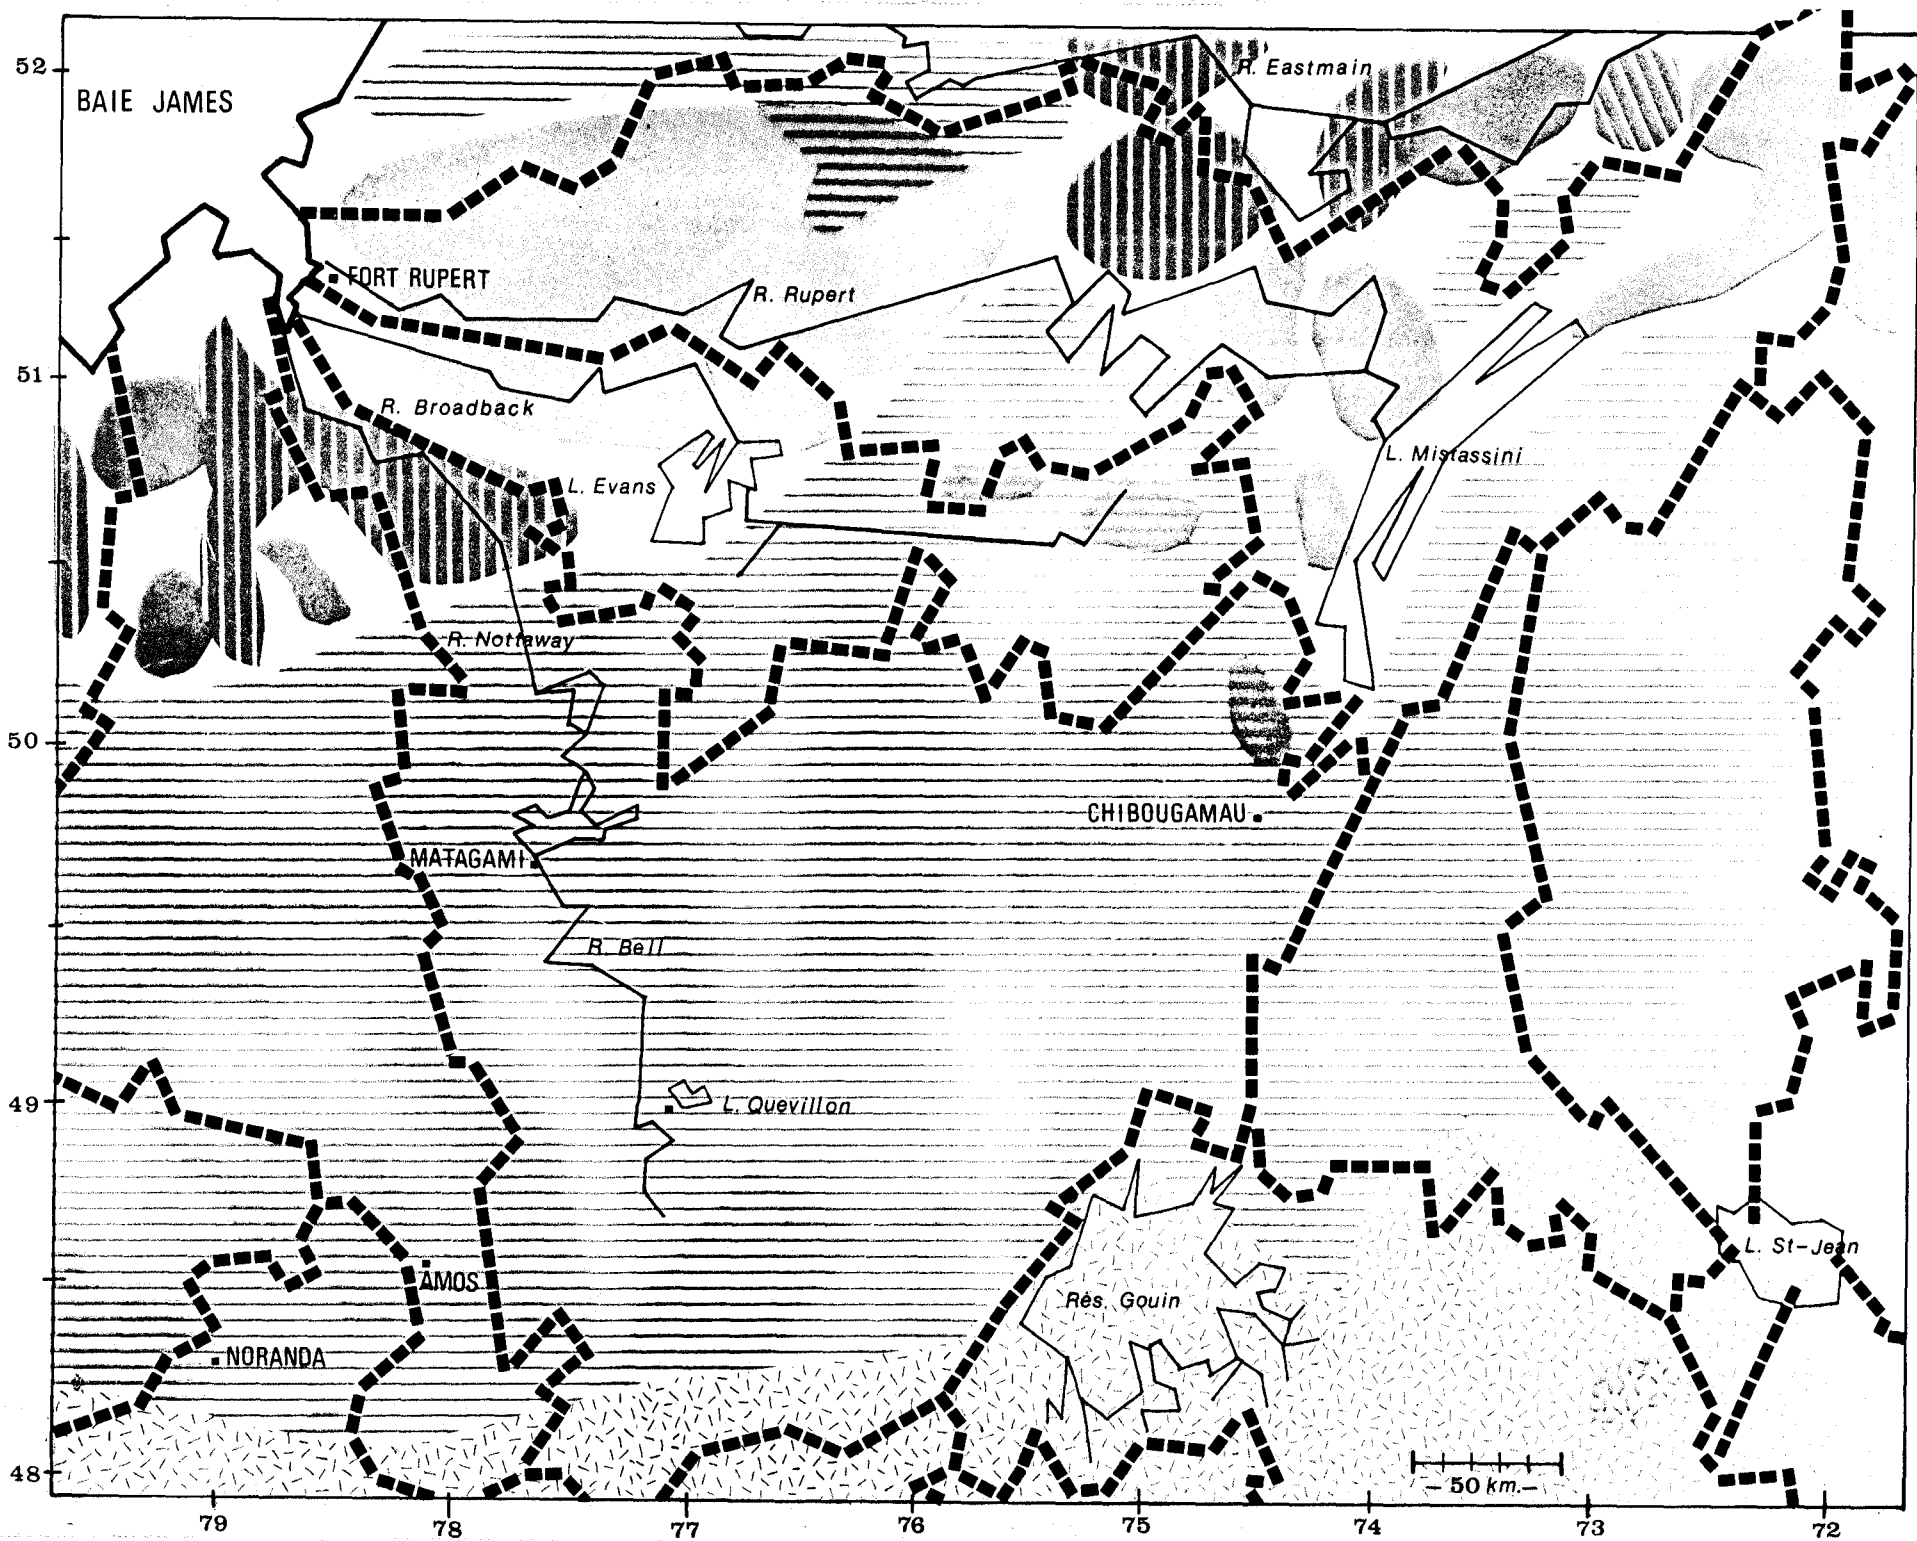 52
BAIE JAMES
R. Eastmain
FORT RUPERT
R. Rupert
51
R. Broadback
L. Mistassini
L. Evans
R. Nottaway
50
CHIBOUGAMAU
MATAGAMI
R. Bell
49
L. Quevillon
L. St-Jean
AMOS
Rés. Gouin
NORANDA
48
50 km.
79
78
77
76
75
74
73
72